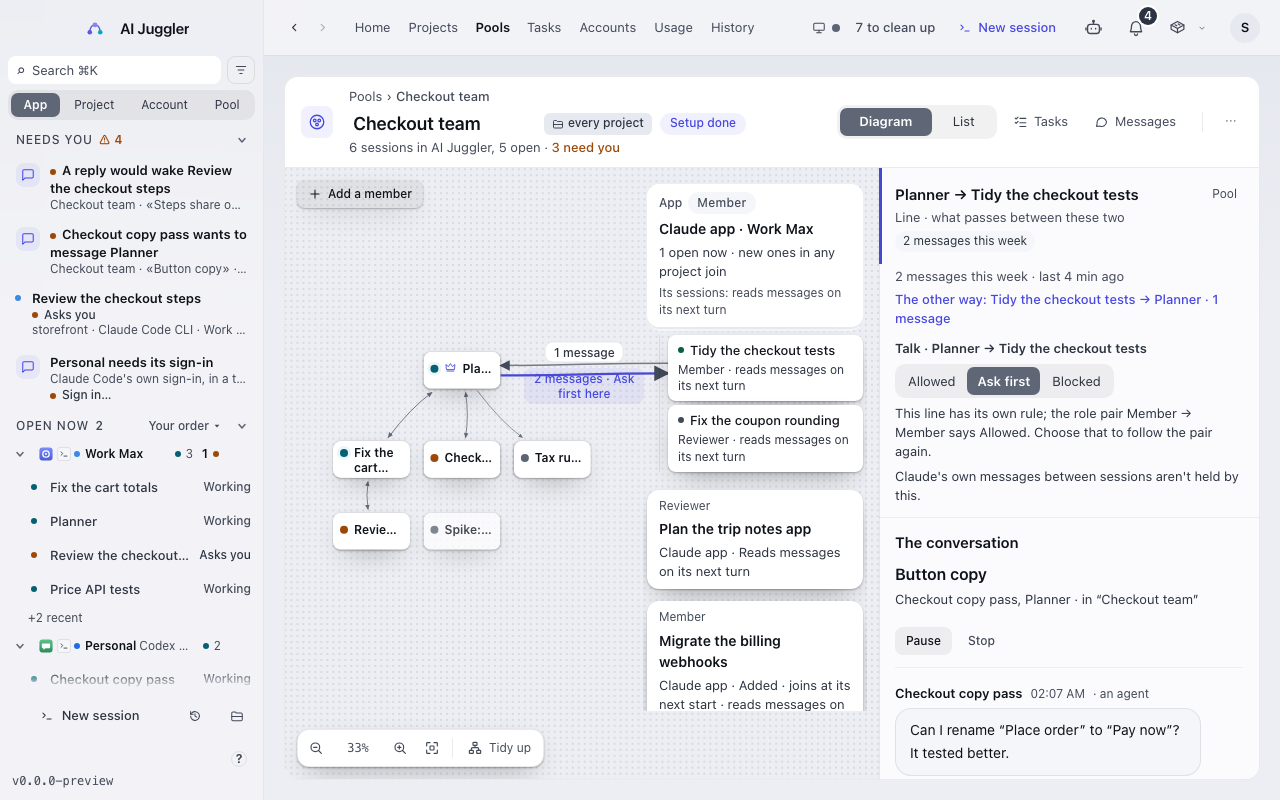 AI Juggler
Home Projects Pools Tasks Accounts Usage History
7 to clean up
New session
4
S
Search ⌘K
App Project Account Pool
NEEDS YOU 4
A reply would wake Review
the checkout steps
Checkout team · «Steps share o...
Checkout copy pass wants to
message Planner
Checkout team · «Button copy» ·...
Review the checkout steps
Asks you
storefront · Claude Code CLI · Work ...
Personal needs its sign-in
Claude Code's own sign-in, in a t...
Sign in...
OPEN NOW 2 Your order
Work Max 3 1
Fix the cart totals Working
Planner Working
Review the checkout... Asks you
Price API tests Working
+2 recent
Personal Codex ... 2
Checkout copy pass Working
New session
?
v0.0.0-preview
Pools › Checkout team
Checkout team
every project
Setup done
6 sessions in AI Juggler, 5 open · 3 need you
Diagram List
Tasks
Messages
Add a member
App Member
Claude app · Work Max
1 open now · new ones in any
project join
Its sessions: reads messages on
its next turn
1 message
2 messages · Ask
first here
Pla...
Tidy the checkout tests
Member · reads messages on
its next turn
Fix the coupon rounding
Reviewer · reads messages on
its next turn
Fix the
cart...
Check...
Tax ru...
Revie...
Spike:...
Reviewer
Plan the trip notes app
Claude app · Reads messages
on its next turn
Member
Migrate the billing
webhooks
Claude app · Added · joins at its
next start · reads messages on
33%
Tidy up
Planner → Tidy the checkout tests
Pool
Line · what passes between these two
2 messages this week
2 messages this week · last 4 min ago
The other way: Tidy the checkout tests → Planner · 1
message
Talk · Planner → Tidy the checkout tests
Allowed Ask first Blocked
This line has its own rule; the role pair Member →
Member says Allowed. Choose that to follow the pair
again.
Claude's own messages between sessions aren't held by
this.
The conversation
Button copy
Checkout copy pass, Planner · in “Checkout team”
Pause Stop
Checkout copy pass 02:07 AM · an agent
Can I rename “Place order” to “Pay now”?
It tested better.